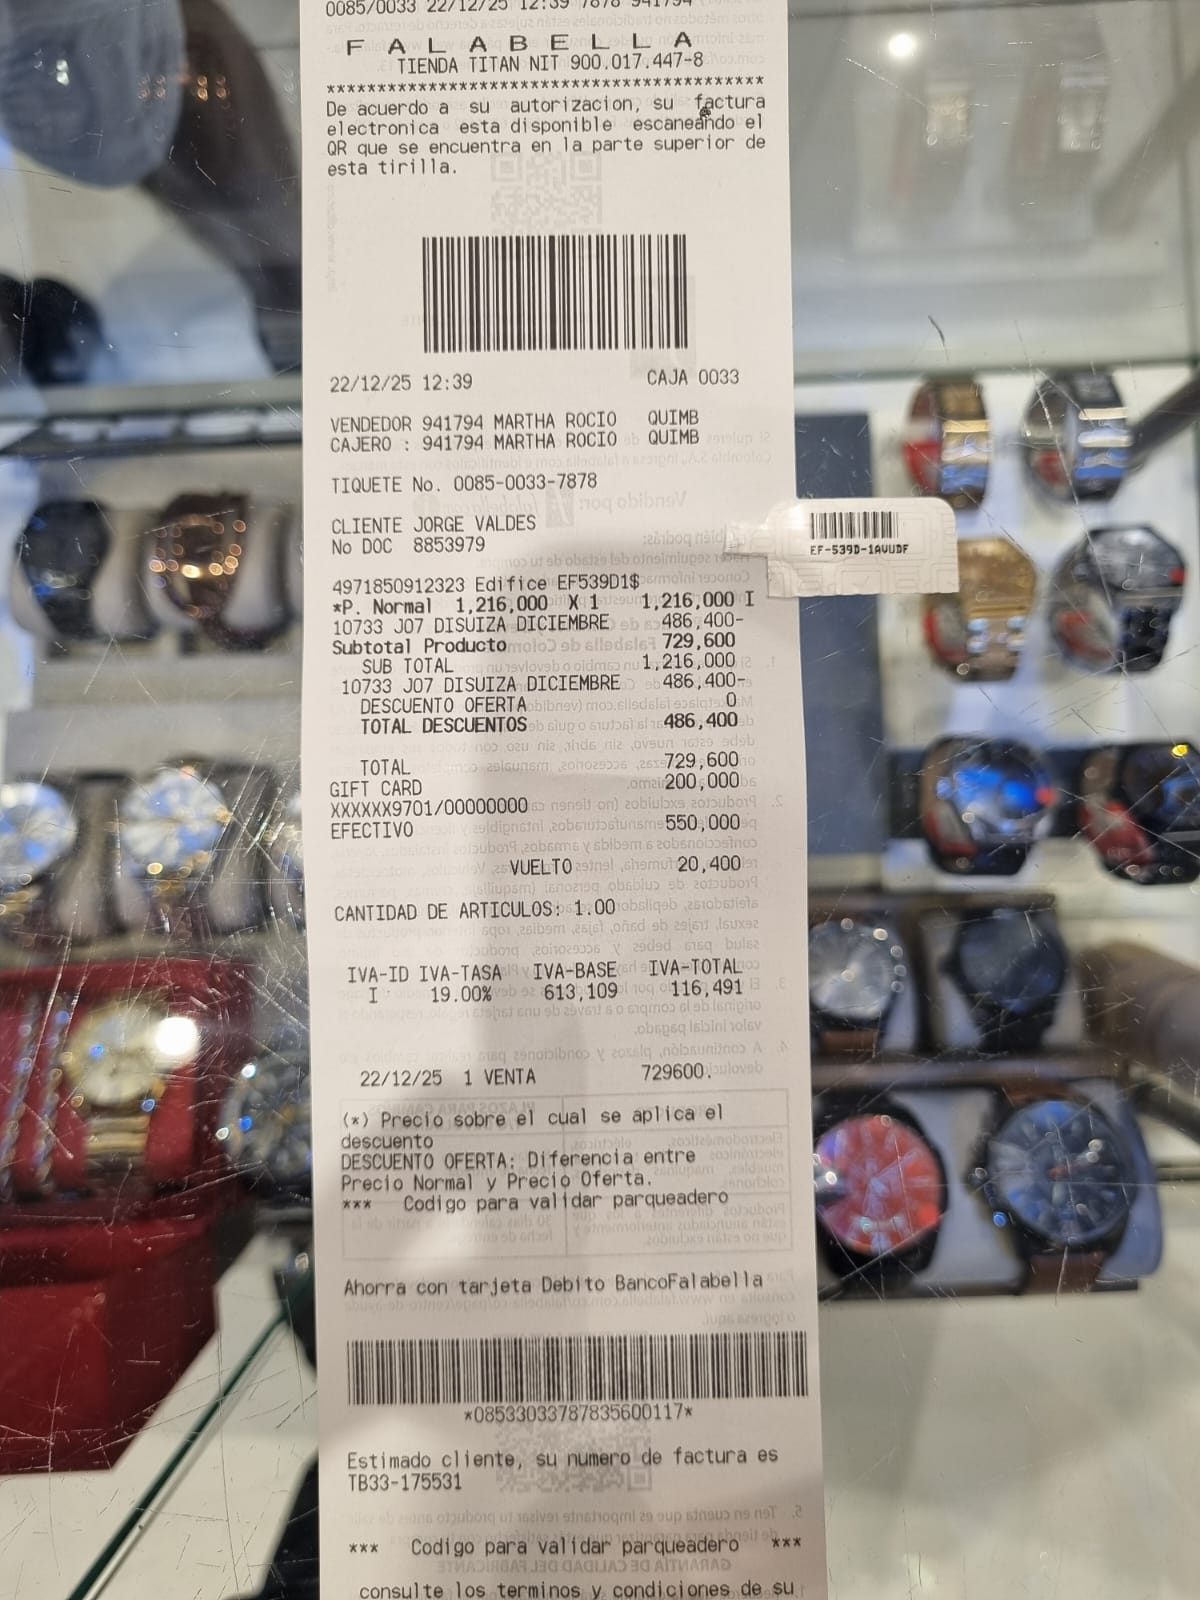 0085/0033 22/12/25 12:39 7878 941794
F A L A B E L L A
TIENDA TITAN NIT 900.017.447-8
************************************************
De acuerdo a su autorizacion, su factura
electronica esta disponible escaneando el
QR que se encuentra en la parte superior de
esta tirilla.
22/12/25 12:39 CAJA 0033
VENDEDOR 941794 MARTHA ROCIO QUIMB
CAJERO : 941794 MARTHA ROCIO QUIMB
TIQUETE No. 0085-0033-7878
CLIENTE JORGE VALDES
No DOC 8853979
EF-539D-1AVUDF
4971850912323 Edifice EF539D1$
*P. Normal 1,216,000 X 1 1,216,000 I
10733 J07 DISUIZA DICIEMBRE 486,400-
Subtotal Producto 729,600
SUB TOTAL 1,216,000
10733 J07 DISUIZA DICIEMBRE 486,400-
DESCUENTO OFERTA 0
TOTAL DESCUENTOS 486,400
TOTAL 729,600
GIFT CARD 200,000
XXXXXX9701/00000000
EFECTIVO 550,000
VUELTO 20,400
CANTIDAD DE ARTICULOS: 1.00
IVA-ID IVA-TASA IVA-BASE IVA-TOTAL
I 19.00% 613,109 116,491
22/12/25 1 VENTA 729600.
(*) Precio sobre el cual se aplica el
descuento
DESCUENTO OFERTA: Diferencia entre
Precio Normal y Precio Oferta.
*** Codigo para validar parqueadero
Ahorra con tarjeta Debito BancoFalabella
*08533033787835600117*
Estimado cliente, su numero de factura es
TB33-175531
*** Codigo para validar parqueadero ***
consulte los terminos y condiciones de su